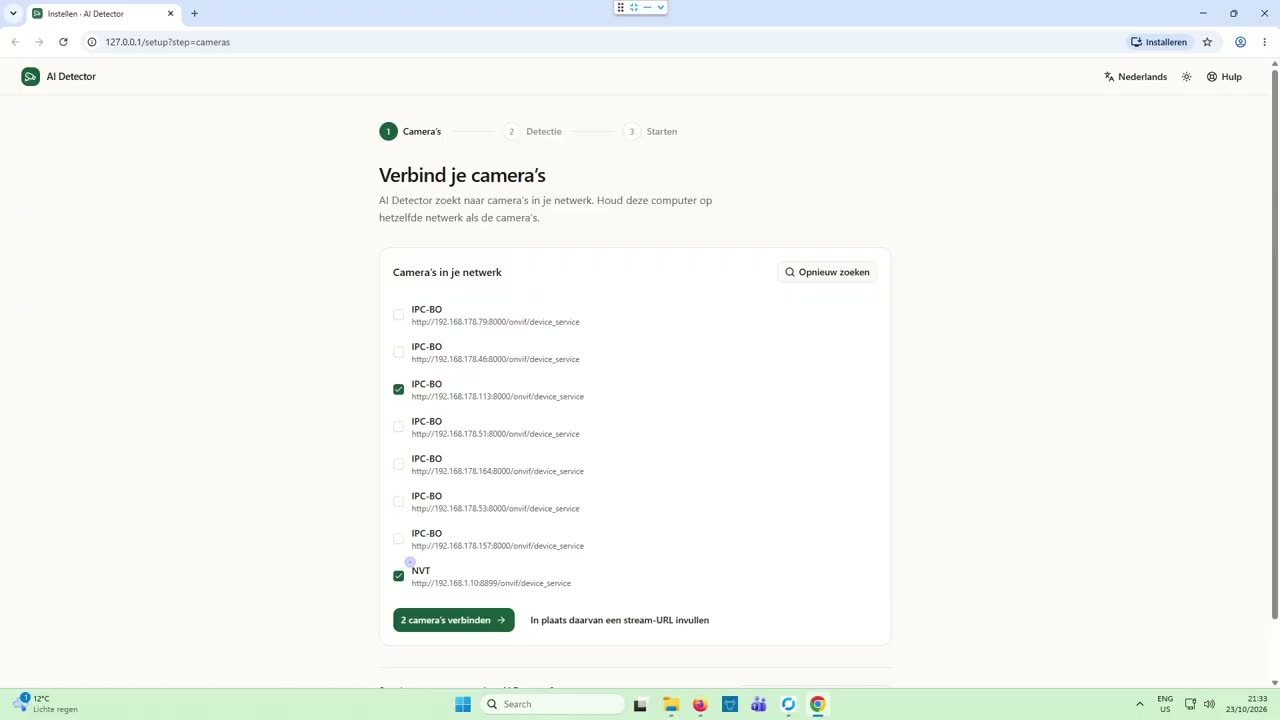 Instellen · AI Detector
127.0.0.1/setup?step=cameras
Installeren
AI Detector
Nederlands
Hulp
1 Camera's
2 Detectie
3 Starten
Verbind je camera's
AI Detector zoekt naar camera's in je netwerk. Houd deze computer op
hetzelfde netwerk als de camera's.
Camera's in je netwerk
Opnieuw zoeken
IPC-BO
http://192.168.178.79:8000/onvif/device_service
IPC-BO
http://192.168.178.46:8000/onvif/device_service
IPC-BO
http://192.168.178.113:8000/onvif/device_service
IPC-BO
http://192.168.178.51:8000/onvif/device_service
IPC-BO
http://192.168.178.164:8000/onvif/device_service
IPC-BO
http://192.168.178.53:8000/onvif/device_service
IPC-BO
http://192.168.178.157:8000/onvif/device_service
NVT
http://192.168.1.10:8899/onvif/device_service
2 camera's verbinden →
In plaats daarvan een stream-URL invullen
1
12°C
Lichte regen
Search
ENG
US
21:33
23/10/2026